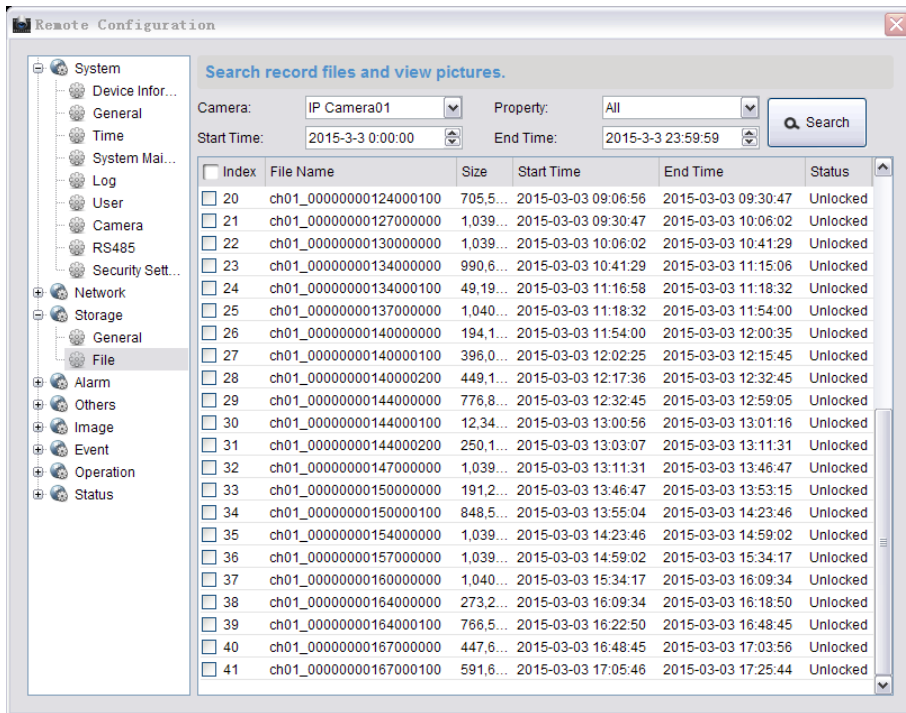 Remote Configuration
System
Device Infor...
General
Time
System Mai...
Log
User
Camera
RS485
Security Sett...
Network
Storage
General
File
Alarm
Others
Image
Event
Operation
Status
Search record files and view pictures.
Camera: IP Camera01 Property: All
Search
Start Time: 2015-3-3 0:00:00 End Time: 2015-3-3 23:59:59
Index File Name Size Start Time End Time Status
20 ch01_00000000124000100 705,5... 2015-03-03 09:06:56 2015-03-03 09:30:47 Unlocked
21 ch01_00000000127000000 1,039... 2015-03-03 09:30:47 2015-03-03 10:06:02 Unlocked
22 ch01_00000000130000000 1,039... 2015-03-03 10:06:02 2015-03-03 10:41:29 Unlocked
23 ch01_00000000134000000 990,6... 2015-03-03 10:41:29 2015-03-03 11:15:06 Unlocked
24 ch01_00000000134000100 49,19... 2015-03-03 11:16:58 2015-03-03 11:18:32 Unlocked
25 ch01_00000000137000000 1,040... 2015-03-03 11:18:32 2015-03-03 11:54:00 Unlocked
26 ch01_00000000140000000 194,1... 2015-03-03 11:54:00 2015-03-03 12:00:35 Unlocked
27 ch01_00000000140000100 396,0... 2015-03-03 12:02:25 2015-03-03 12:15:45 Unlocked
28 ch01_00000000140000200 449,1... 2015-03-03 12:17:36 2015-03-03 12:32:45 Unlocked
29 ch01_00000000144000000 776,8... 2015-03-03 12:32:45 2015-03-03 12:59:05 Unlocked
30 ch01_00000000144000100 12,34... 2015-03-03 13:00:56 2015-03-03 13:01:16 Unlocked
31 ch01_00000000144000200 250,1... 2015-03-03 13:03:07 2015-03-03 13:11:31 Unlocked
32 ch01_00000000147000000 1,039... 2015-03-03 13:11:31 2015-03-03 13:46:47 Unlocked
33 ch01_00000000150000000 191,2... 2015-03-03 13:46:47 2015-03-03 13:53:15 Unlocked
34 ch01_00000000150000100 848,5... 2015-03-03 13:55:04 2015-03-03 14:23:46 Unlocked
35 ch01_00000000154000000 1,039... 2015-03-03 14:23:46 2015-03-03 14:59:02 Unlocked
36 ch01_00000000157000000 1,039... 2015-03-03 14:59:02 2015-03-03 15:34:17 Unlocked
37 ch01_00000000160000000 1,040... 2015-03-03 15:34:17 2015-03-03 16:09:34 Unlocked
38 ch01_00000000164000000 273,2... 2015-03-03 16:09:34 2015-03-03 16:18:50 Unlocked
39 ch01_00000000164000100 766,5... 2015-03-03 16:22:50 2015-03-03 16:48:45 Unlocked
40 ch01_00000000167000000 447,6... 2015-03-03 16:48:45 2015-03-03 17:03:56 Unlocked
41 ch01_00000000167000100 591,6... 2015-03-03 17:05:46 2015-03-03 17:25:44 Unlocked